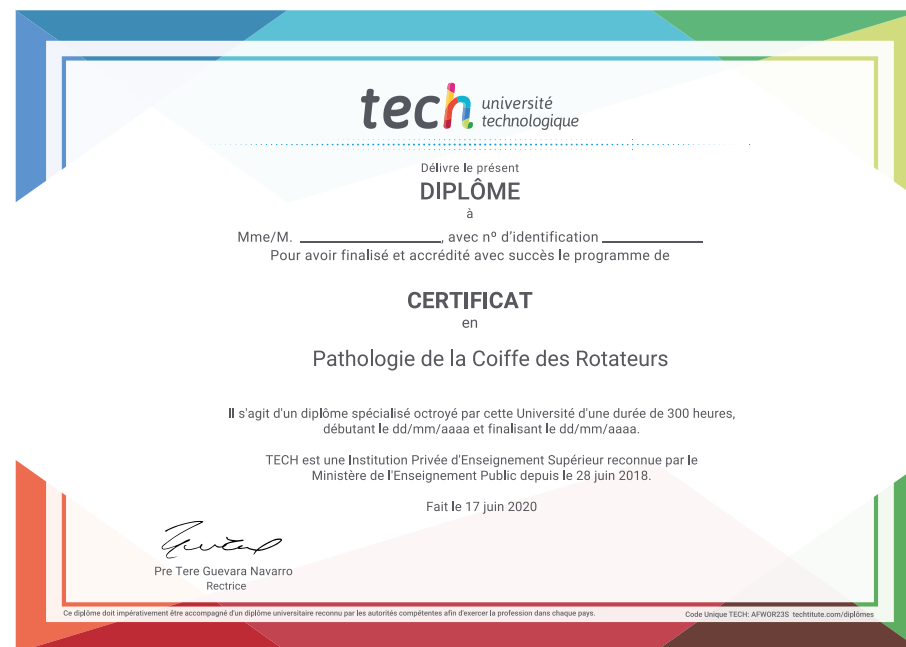 tech université
technologique
Délivre le présent
DIPLÔME
à
Mme/M. ____________________, avec nº d'identification ______________
Pour avoir finalisé et accrédité avec succès le programme de
CERTIFICAT
en
Pathologie de la Coiffe des Rotateurs
Il s'agit d'un diplôme spécialisé octroyé par cette Université d'une durée de 300 heures,
débutant le dd/mm/aaaa et finalisant le dd/mm/aaaa.
TECH est une Institution Privée d'Enseignement Supérieur reconnue par le
Ministère de l'Enseignement Public depuis le 28 juin 2018.
Fait le 17 juin 2020
Pre Tere Guevara Navarro
Rectrice
Ce diplôme doit impérativement être accompagné d'un diplôme universitaire reconnu par les autorités compétentes afin d'exercer la profession dans chaque pays.
Code Unique TECH: AFWOR23S techtitute.com/diplômes